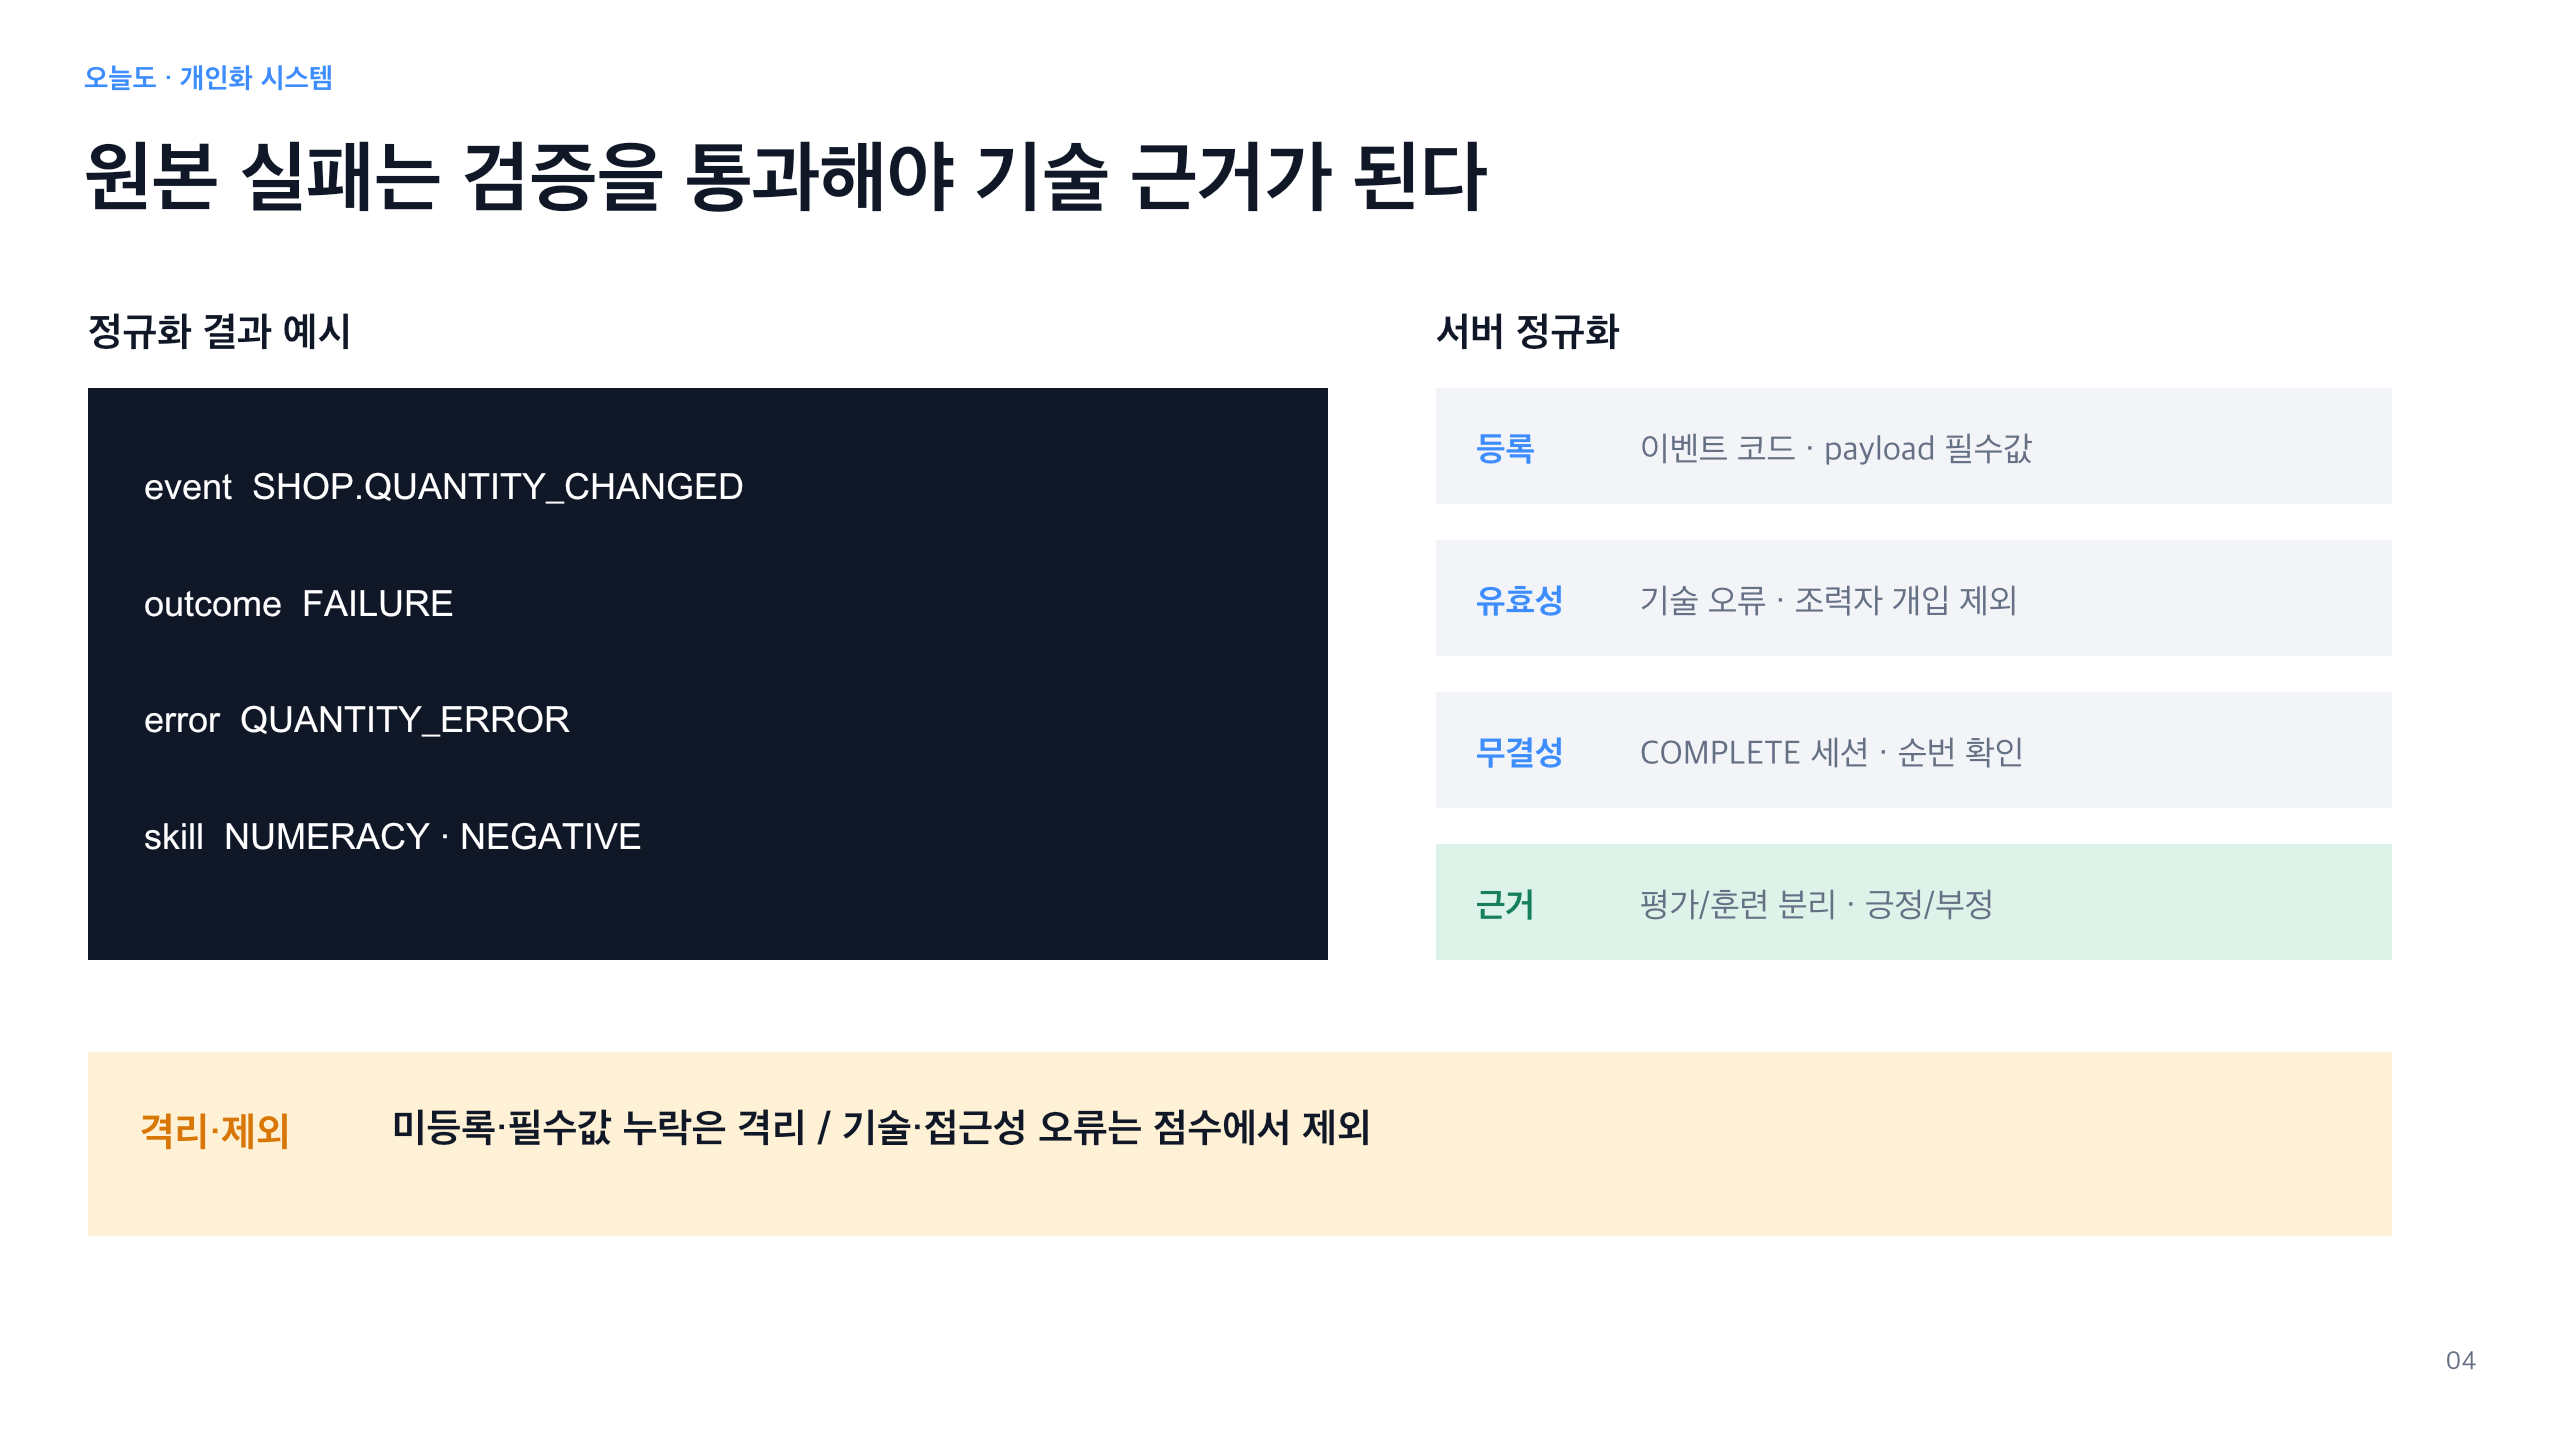 오늘도 · 개인화 시스템
원본 실패는 검증을 통과해야 기술 근거가 된다
정규화 결과 예시
event  SHOP.QUANTITY_CHANGED
outcome  FAILURE
error  QUANTITY_ERROR
skill  NUMERACY · NEGATIVE
서버 정규화
등록 이벤트 코드 · payload 필수값
유효성 기술 오류 · 조력자 개입 제외
무결성 COMPLETE 세션 · 순번 확인
근거 평가/훈련 분리 · 긍정/부정
격리·제외 미등록·필수값 누락은 격리 / 기술·접근성 오류는 점수에서 제외
04